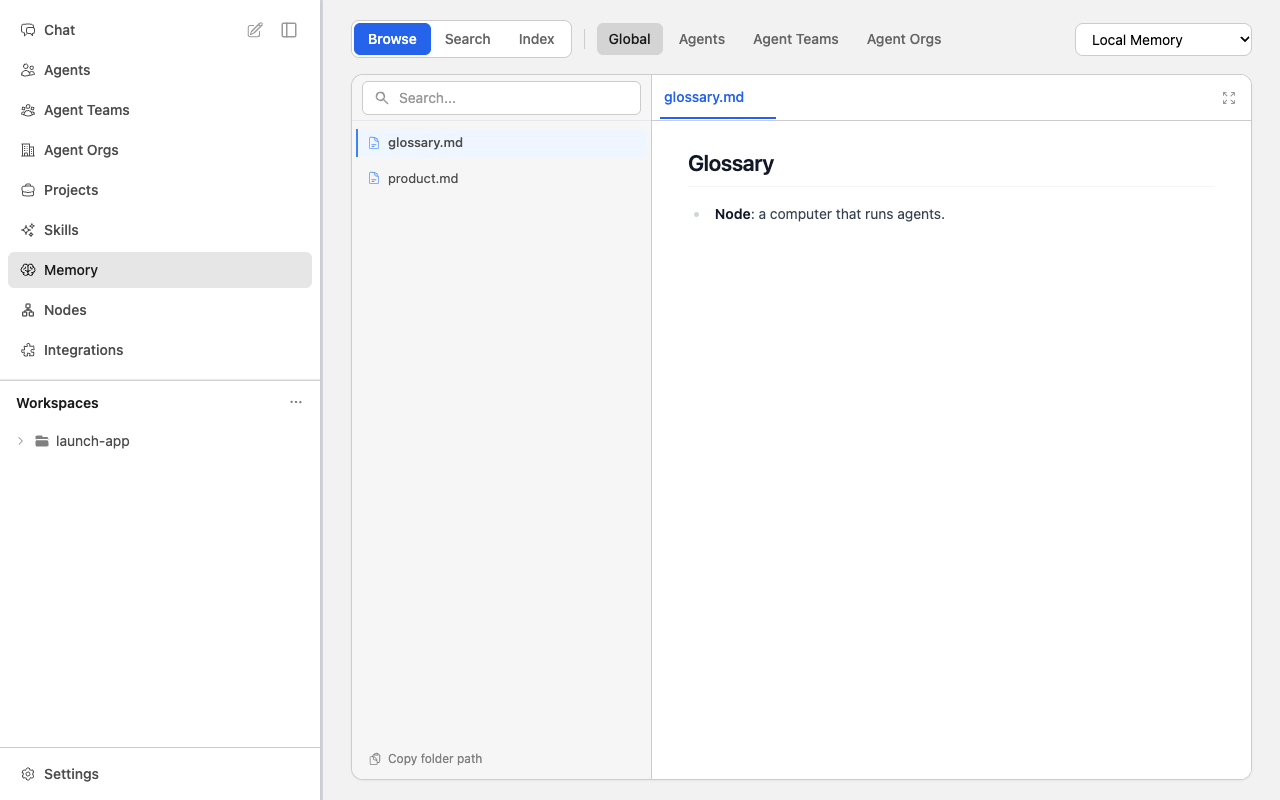 Chat
Agents
Agent Teams
Agent Orgs
Projects
Skills
Memory
Nodes
Integrations
Workspaces
launch-app
Settings
Browse Search Index Global Agents Agent Teams Agent Orgs Local Memory
Search...
glossary.md
product.md
Copy folder path
glossary.md
Glossary
Node: a computer that runs agents.